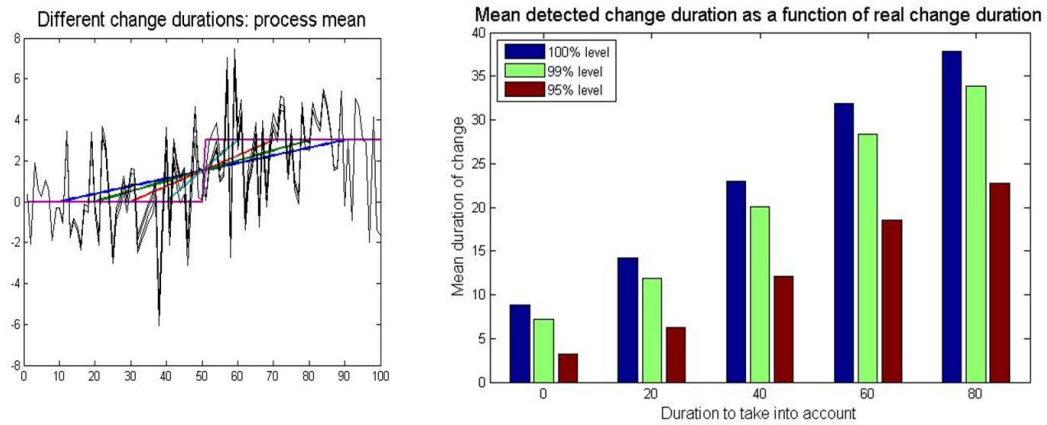 Different change durations: process mean
8
6
4
2
0
-2
-4
-6
-8
0 10 20 30 40 50 60 70 80 90 100
Mean detected change duration as a function of real change duration
Mean duration of change
40
35
30
25
20
15
10
5
0
100% level
99% level
95% level
0 20 40 60 80
Duration to take into account